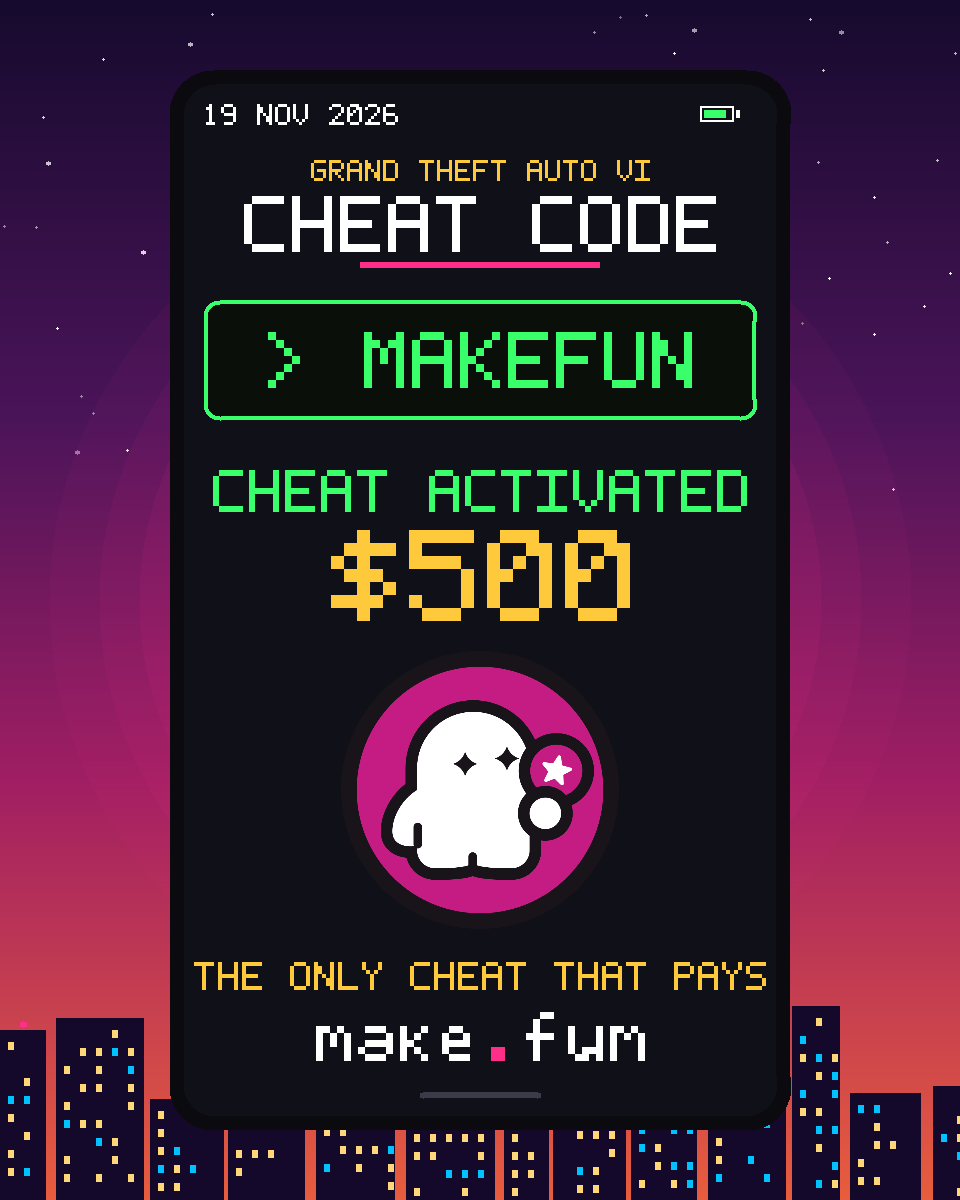 19 NOV 2026
GRAND THEFT AUTO VI
CHEAT CODE
> MAKEFUN
CHEAT ACTIVATED
$500
THE ONLY CHEAT THAT PAYS
make.fun